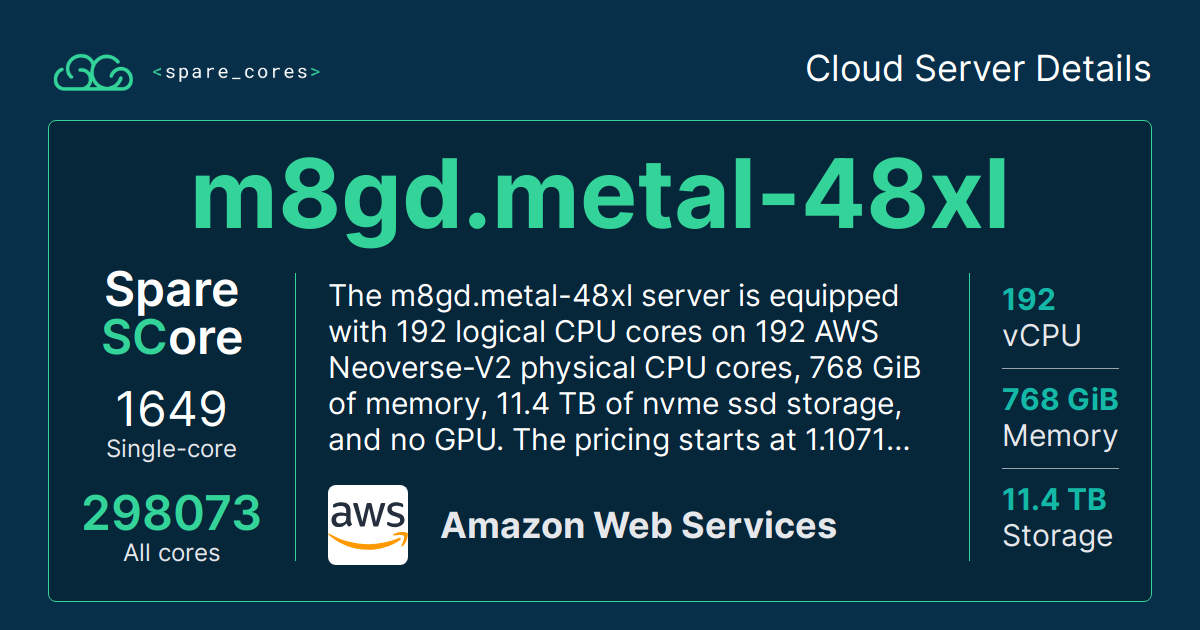 <spare_cores>
Cloud Server Details
m8gd.metal-48xl
Spare
SCore
1649
Single-core
298073
All cores
The m8gd.metal-48xl server is equipped
with 192 logical CPU cores on 192 AWS
Neoverse-V2 physical CPU cores, 768 GiB
of memory, 11.4 TB of nvme ssd storage,
and no GPU. The pricing starts at 1.1071...
aws
Amazon Web Services
192
vCPU
768 GiB
Memory
11.4 TB
Storage